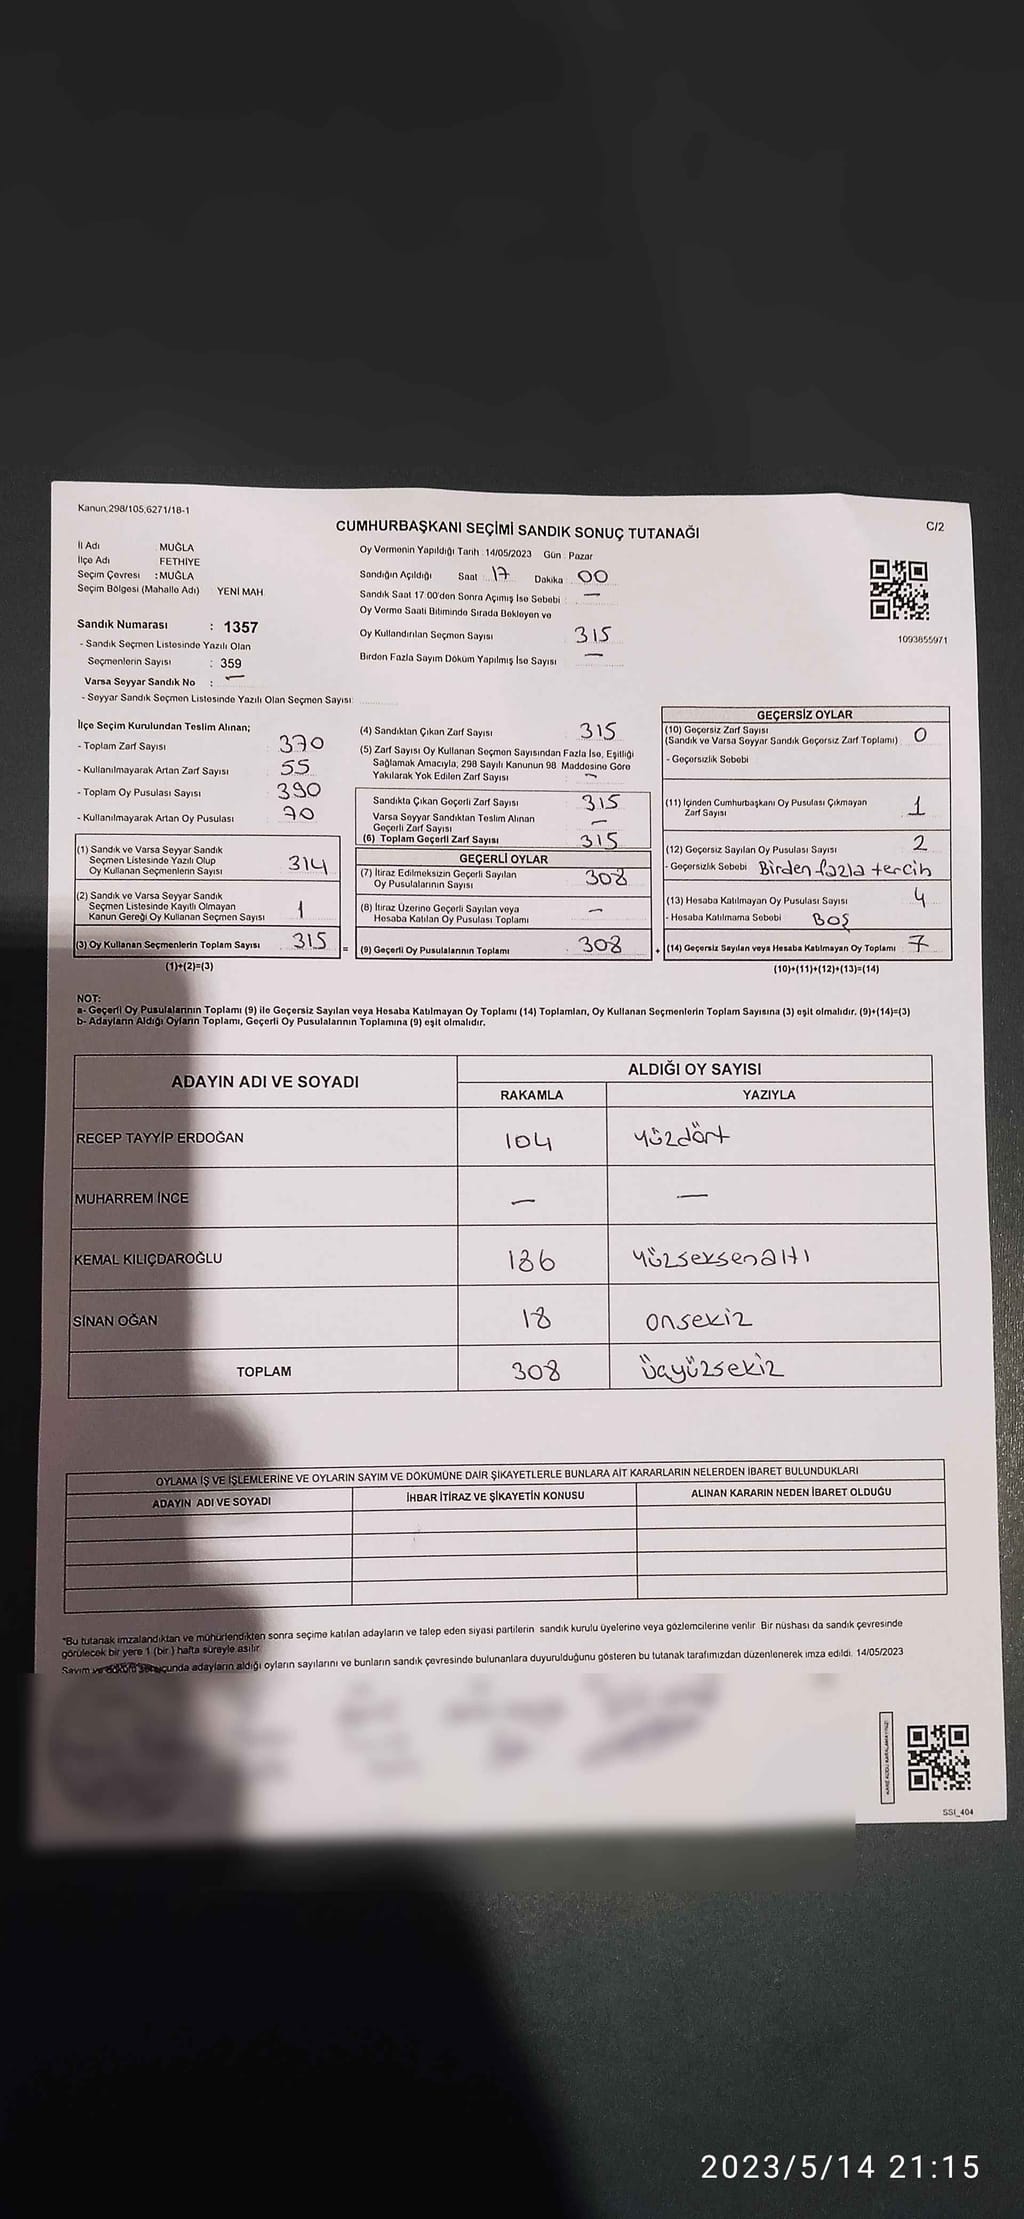 Kanun,298/105,6271/18-1
C/2
CUMHURBAŞKANI SEÇİMİ SANDIK SONUÇ TUTANAĞI
İl Adı MUĞLA
İlçe Adı FETHİYE
Seçim Çevresi :MUĞLA
Seçim Bölgesi (Mahalle Adı) YENİ MAH.
Sandık Numarası : 1357
- Sandık Seçmen Listesinde Yazılı Olan
Seçmenlerin Sayısı : 359
Varsa Seyyar Sandık No : —
- Seyyar Sandık Seçmen Listesinde Yazılı Olan Seçmen Sayısı:
Oy Vermenin Yapıldığı Tarih :14/05/2023 Gün : Pazar
Sandığın Açıldığı Saat : 17 Dakika : 00
Sandık Saat 17 00'den Sonra Açımış İse Sebebi : —
Oy Verme Saati Bitiminde Sırada Bekleyen ve
Oy Kullandırılan Seçmen Sayısı 315
Birden Fazla Sayım Döküm Yapılmış İse Sayısı —
1093855971
İlçe Seçim Kurulundan Teslim Alınan;
- Toplam Zarf Sayısı 370
- Kullanılmayarak Artan Zarf Sayısı 55
- Toplam Oy Pusulası Sayısı 390
- Kullanılmayarak Artan Oy Pusulası 70
(1) Sandık ve Varsa Seyyar Sandık
Seçmen Listesinde Yazılı Olup
Oy Kullanan Seçmenlerin Sayısı 314
(2) Sandık ve Varsa Seyyar Sandık
Seçmen Listesinde Kayıtlı Olmayan
Kanun Gereği Oy Kullanan Seçmen Sayısı 1
(3) Oy Kullanan Seçmenlerin Toplam Sayısı 315 =
(1)+(2)=(3)
(4) Sandıktan Çıkan Zarf Sayısı 315
(5) Zarf Sayısı Oy Kullanan Seçmen Sayısından Fazla İse, Eşitliği
Sağlamak Amacıyla, 298 Sayılı Kanunun 98 Maddesine Göre
Yakılarak Yok Edilen Zarf Sayısı —
Sandıkta Çıkan Geçerli Zarf Sayısı 315
Varsa Seyyar Sandıktan Teslim Alınan
Geçerli Zarf Sayısı —
(6) Toplam Geçerli Zarf Sayısı 315
GEÇERLİ OYLAR
(7) İtiraz Edilmeksizin Geçerli Sayılan
Oy Pusulalarının Sayısı 308
(8) İtiraz Üzerine Geçerli Sayılan veya
Hesaba Katılan Oy Pusulası Toplamı —
(9) Geçerli Oy Pusulalarının Toplamı 308 +
GEÇERSİZ OYLAR
(10) Geçersiz Zarf Sayısı
(Sandık ve Varsa Seyyar Sandık Geçersiz Zarf Toplamı) 0
- Geçersizlik Sebebi
(11) İçinden Cumhurbaşkanı Oy Pusulası Çıkmayan
Zarf Sayısı 1
(12) Geçersiz Sayılan Oy Pusulası Sayısı 2
- Geçersizlik Sebebi Birden fazla tercih
(13) Hesaba Katılmayan Oy Pusulası Sayısı 4
- Hesaba Katılmama Sebebi Boş
(14) Geçersiz Sayılan veya Hesaba Katılmayan Oy Toplamı 7
(10)+(11)+(12)+(13)=(14)
NOT:
a- Geçerli Oy Pusulalarının Toplamı (9) ile Geçersiz Sayılan veya Hesaba Katılmayan Oy Toplamı (14) Toplamları, Oy Kullanan Seçmenlerin Toplam Sayısına (3) eşit olmalıdır. (9)+(14)=(3)
b- Adayların Aldığı Oyların Toplamı, Geçerli Oy Pusulalarının Toplamına (9) eşit olmalıdır.
ADAYIN ADI VE SOYADI
ALDIĞI OY SAYISI
RAKAMLA YAZIYLA
RECEP TAYYİP ERDOĞAN 104 yüzdört
MUHARREM İNCE — —
KEMAL KILIÇDAROĞLU 186 yüzseksenaltı
SİNAN OĞAN 18 onsekiz
TOPLAM 308 üçyüzsekiz
OYLAMA İŞ VE İŞLEMLERİNE VE OYLARIN SAYIM VE DÖKÜMÜNE DAİR ŞİKAYETLERLE BUNLARA AİT KARARLARIN NELERDEN İBARET BULUNDUKLARI
ADAYIN ADI VE SOYADI İHBAR İTİRAZ VE ŞİKAYETİN KONUSU ALINAN KARARIN NEDEN İBARET OLDUĞU
*Bu tutanak imzalandıktan ve mühürlendikten sonra seçime katılan adayların ve talep eden siyasi partilerin sandık kurulu üyelerine veya gözlemcilerine verilir Bir nüshası da sandık çevresinde
görülecek bir yere 1 (bir ) hafta süreyle asılır.
Sayım ve döküm sonucunda adayların aldığı oyların sayılarını ve bunların sandık çevresinde bulunanlara duyurulduğunu gösteren bu tutanak tarafımızdan düzenlenerek imza edildi. 14/05/2023
SSI_404
2023/5/14 21:15